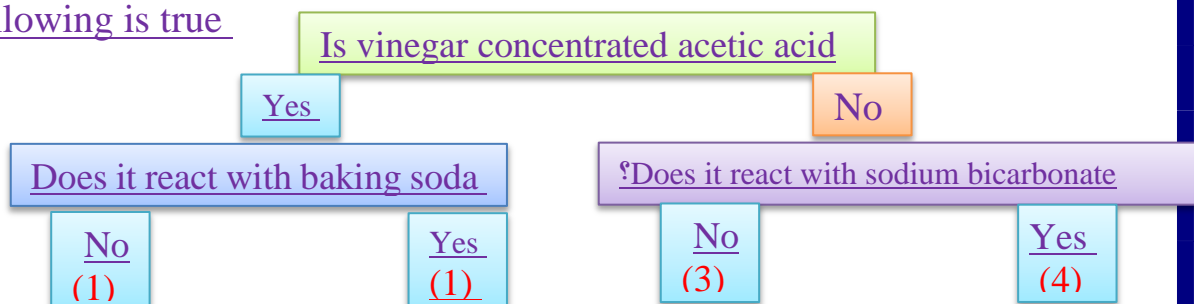 llowing is true
Is vinegar concentrated acetic acid
Yes
No
Does it react with baking soda
؟Does it react with sodium bicarbonate
No
(1)
Yes
(1)
No
(3)
Yes
(4)